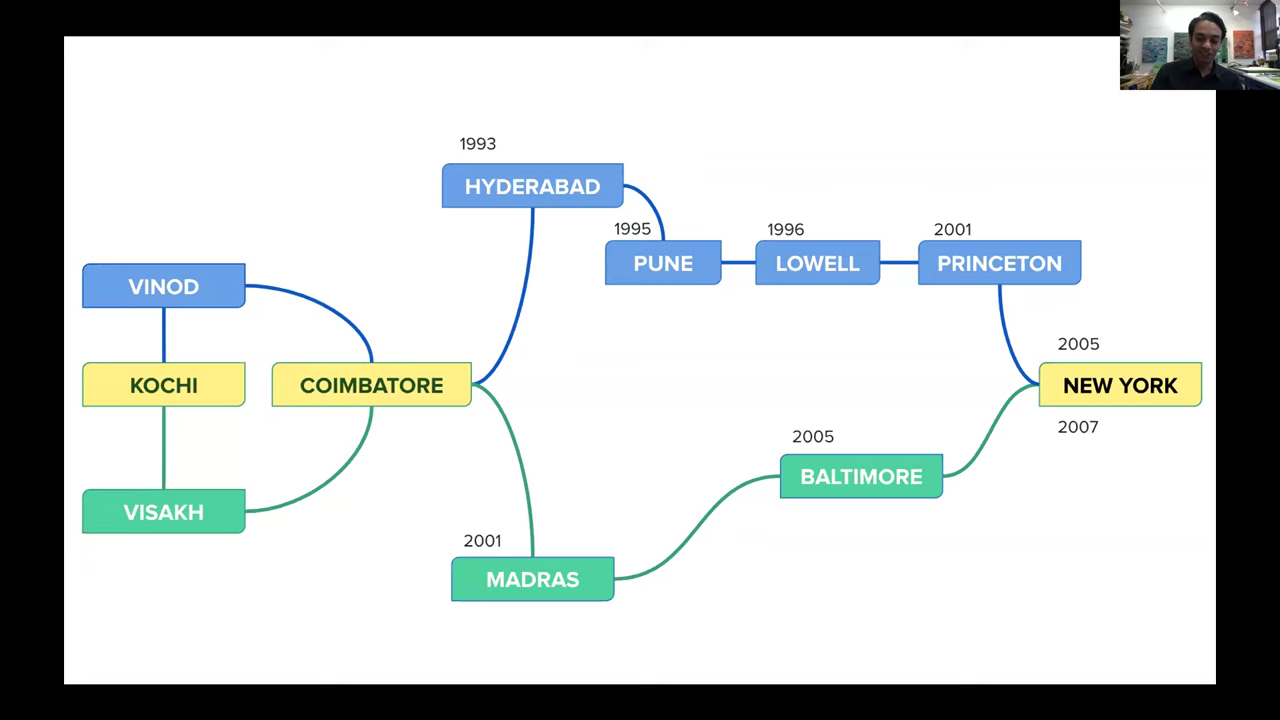 1993
HYDERABAD
1995
1996
2001
PUNE
LOWELL
PRINCETON
VINOD
2005
KOCHI
COIMBATORE
NEW YORK
2007
2005
BALTIMORE
VISAKH
2001
MADRAS